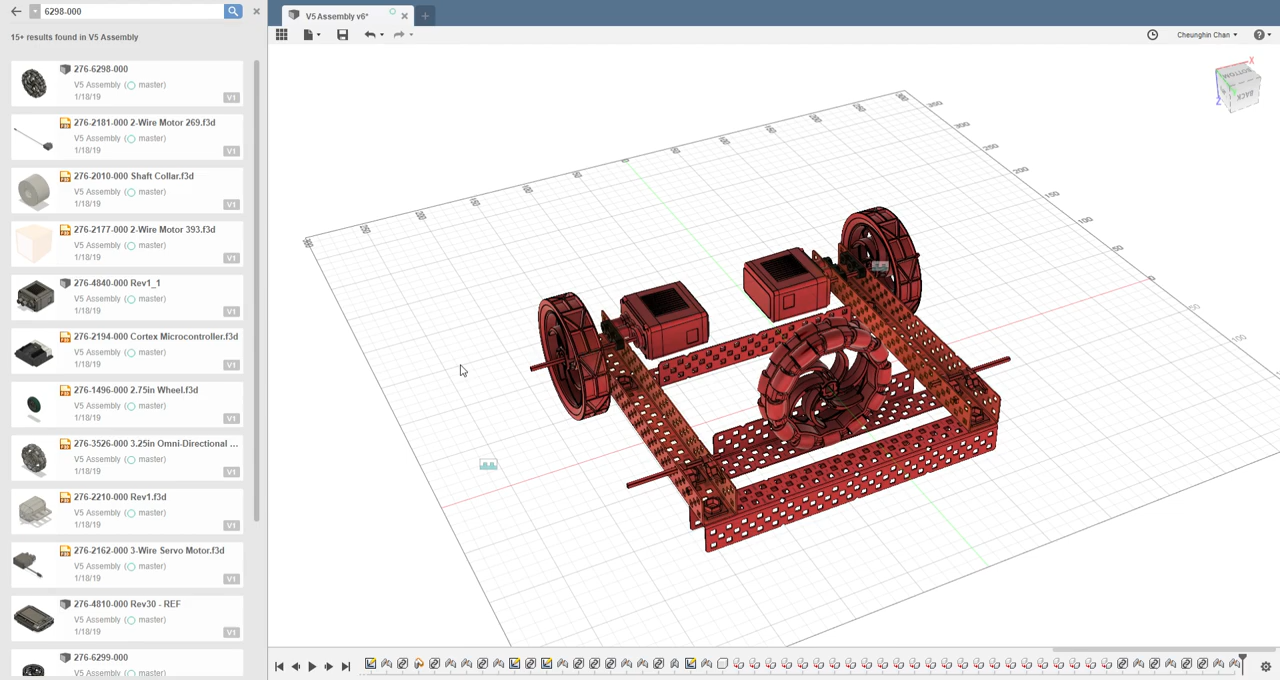 6298-000
V5 Assembly v6*
15+ results found in V5 Assembly
Cheunghin Chan
276-6298-000
V5 Assembly (master)
1/18/19
V1
276-2181-000 2-Wire Motor 269.f3d
V5 Assembly (master)
1/18/19
V1
276-2010-000 Shaft Collar.f3d
V5 Assembly (master)
1/18/19
V1
276-2177-000 2-Wire Motor 393.f3d
V5 Assembly (master)
1/18/19
V1
276-4840-000 Rev1_1
V5 Assembly (master)
1/18/19
V1
276-2194-000 Cortex Microcontroller.f3d
V5 Assembly (master)
1/18/19
V1
276-1496-000 2.75in Wheel.f3d
V5 Assembly (master)
1/18/19
V1
276-3526-000 3.25in Omni-Directional ...
V5 Assembly (master)
1/18/19
V1
276-2210-000 Rev1.f3d
V5 Assembly (master)
1/18/19
V1
276-2162-000 3-Wire Servo Motor.f3d
V5 Assembly (master)
1/18/19
V1
276-4810-000 Rev30 - REF
V5 Assembly (master)
1/18/19
V1
276-6299-000
V5 Assembly (master)
BOTTOM
BACK
X
Z